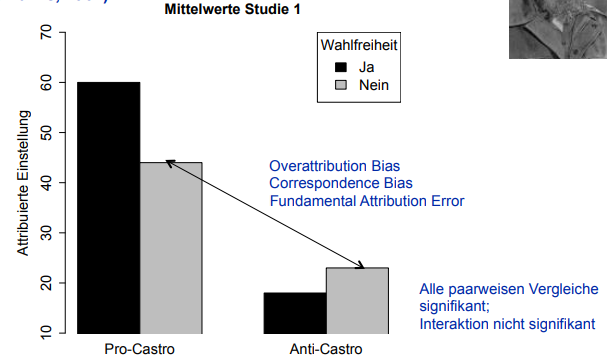 Mittelwerte Studie 1
70
60
50
40
30
20
10
Attribuierte Einstellung
Wahlfreiheit
Ja
Nein
Overattribution Bias
Correspondence Bias
Fundamental Attribution Error
Alle paarweisen Vergleiche
signifikant;
Interaktion nicht signifikant
Pro-Castro
Anti-Castro